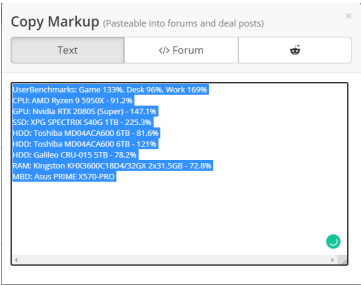 Copy Markup (Pasteable into forums and deal posts)
×
Text
</> Forum
UserBenchmarks: Game 133%, Desk 96%, Work 169%
CPU: AMD Ryzen 9 5950X - 91.2%
GPU: Nvidia RTX 2080S (Super) - 147.1%
SSD: XPG SPECTRIX S40G 1TB - 225.3%
HDD: Toshiba MD04ACA600 6TB - 81.6%
HDD: Toshiba MD04ACA600 6TB - 121%
HDD: Galileo CRU-015 5TB - 78.2%
RAM: Kingston KHX3600C18D4/32GX 2x31.5GB - 72.8%
MBD: Asus PRIME X570-PRO